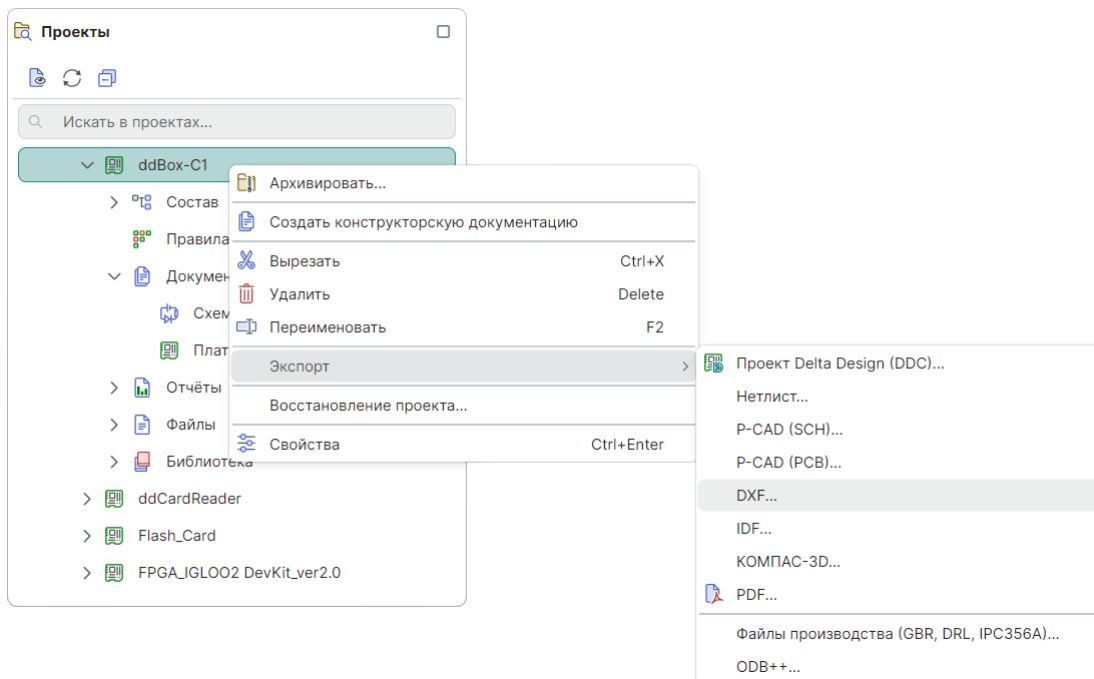 Проекты
Искать в проектах...
ddBox-C1
Архивировать...
Состав
Создать конструкторскую документацию
Правила
Вырезать Ctrl+X
Докумен
Удалить Delete
Схем
Переименовать F2
Плат
Экспорт
Проект Delta Design (DDC)...
Отчёты
Нетлист...
Восстановление проекта...
Файлы
P-CAD (SCH)...
Свойства Ctrl+Enter
Библиотека
P-CAD (PCB)...
ddCardReader
DXF...
Flash_Card
IDF...
КОМПАС-3D...
FPGA_IGLOO2 DevKit_ver2.0
PDF...
Файлы производства (GBR, DRL, IPC356A)...
ODB++...